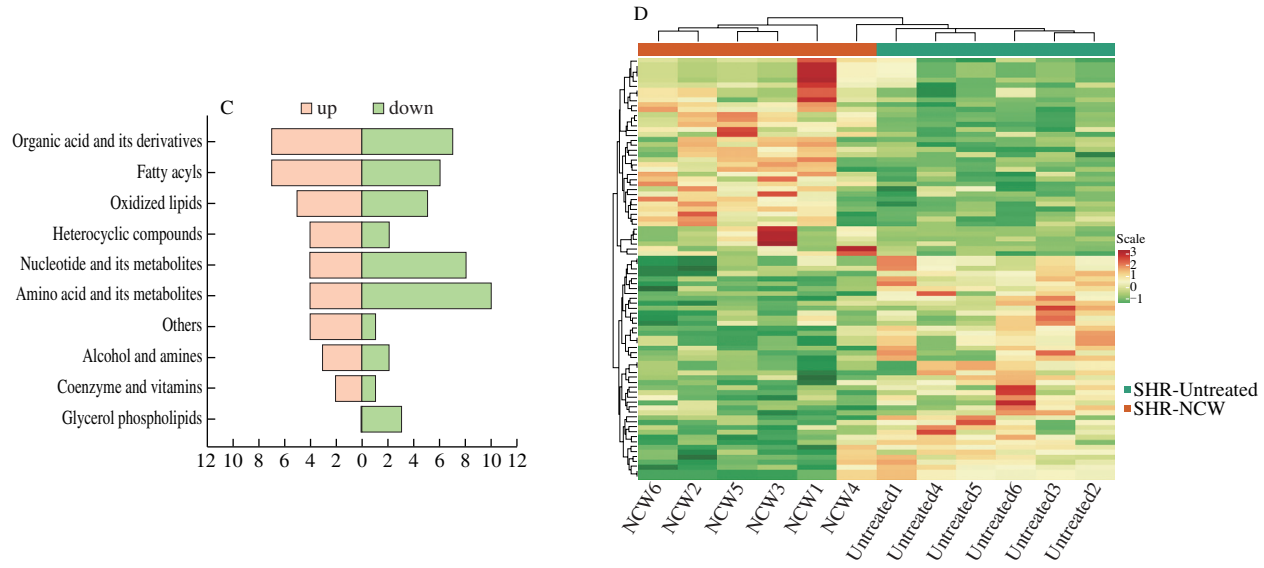 C
up down
Organic acid and its derivatives
Fatty acyls
Oxidized lipids
Heterocyclic compounds
Nucleotide and its metabolites
Amino acid and its metabolites
Others
Alcohol and amines
Coenzyme and vitamins
Glycerol phospholipids
12 10 8 6 4 2 0 2 4 6 8 10 12
D
Scale
3
2
1
0
−1
SHR-Untreated
SHR-NCW
NCW6 NCW2 NCW5 NCW3 NCW1 NCW4 Untreated1 Untreated4 Untreated5 Untreated6 Untreated3 Untreated2